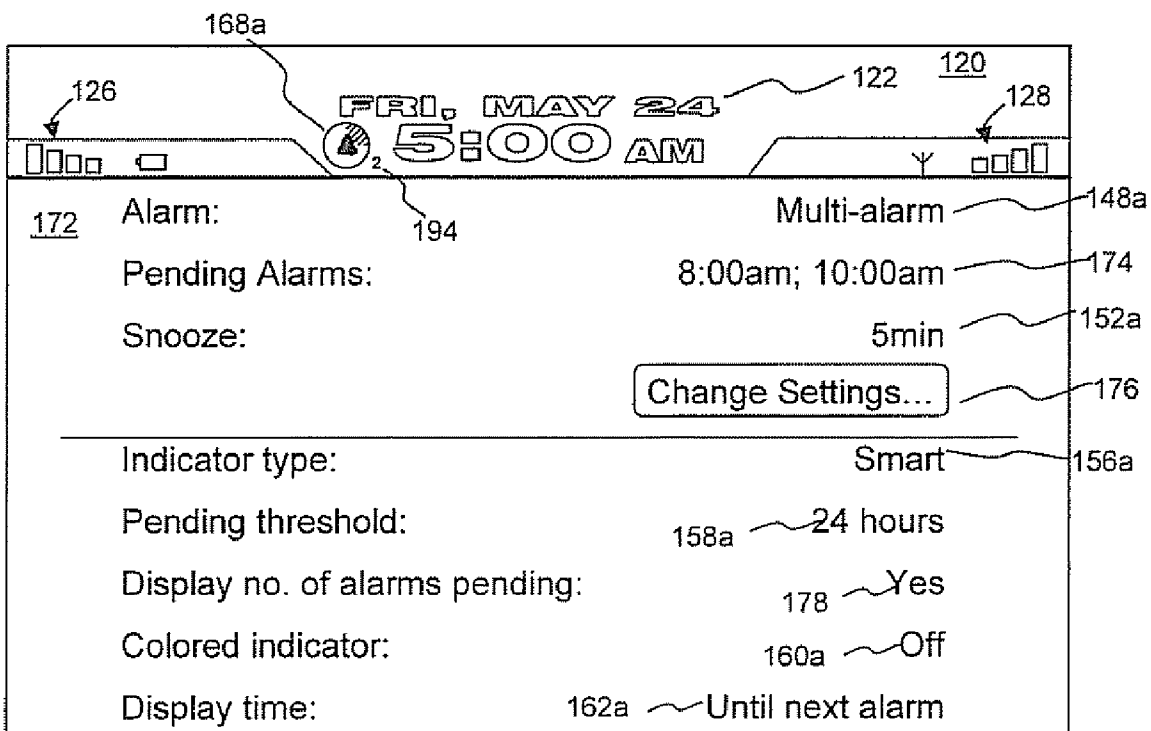 168a
120
126
FRI, MAY 24
122
128
5:00 AM
2
194
172
Alarm: Multi-alarm 148a
Pending Alarms: 8:00am; 10:00am 174
Snooze: 5min 152a
Change Settings... 176
Indicator type: Smart 156a
Pending threshold: 158a 24 hours
Display no. of alarms pending: 178 Yes
Colored indicator: 160a Off
Display time: 162a Until next alarm